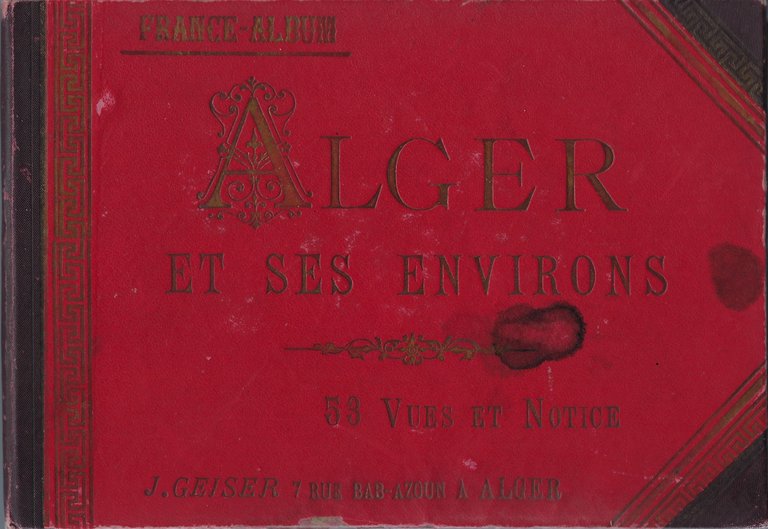 FRANCE-ALBUM
ALGER
ET SES ENVIRONS
53 VUES ET NOTICE
J. GEISER 7 RUE BAB-AZOUN A ALGER